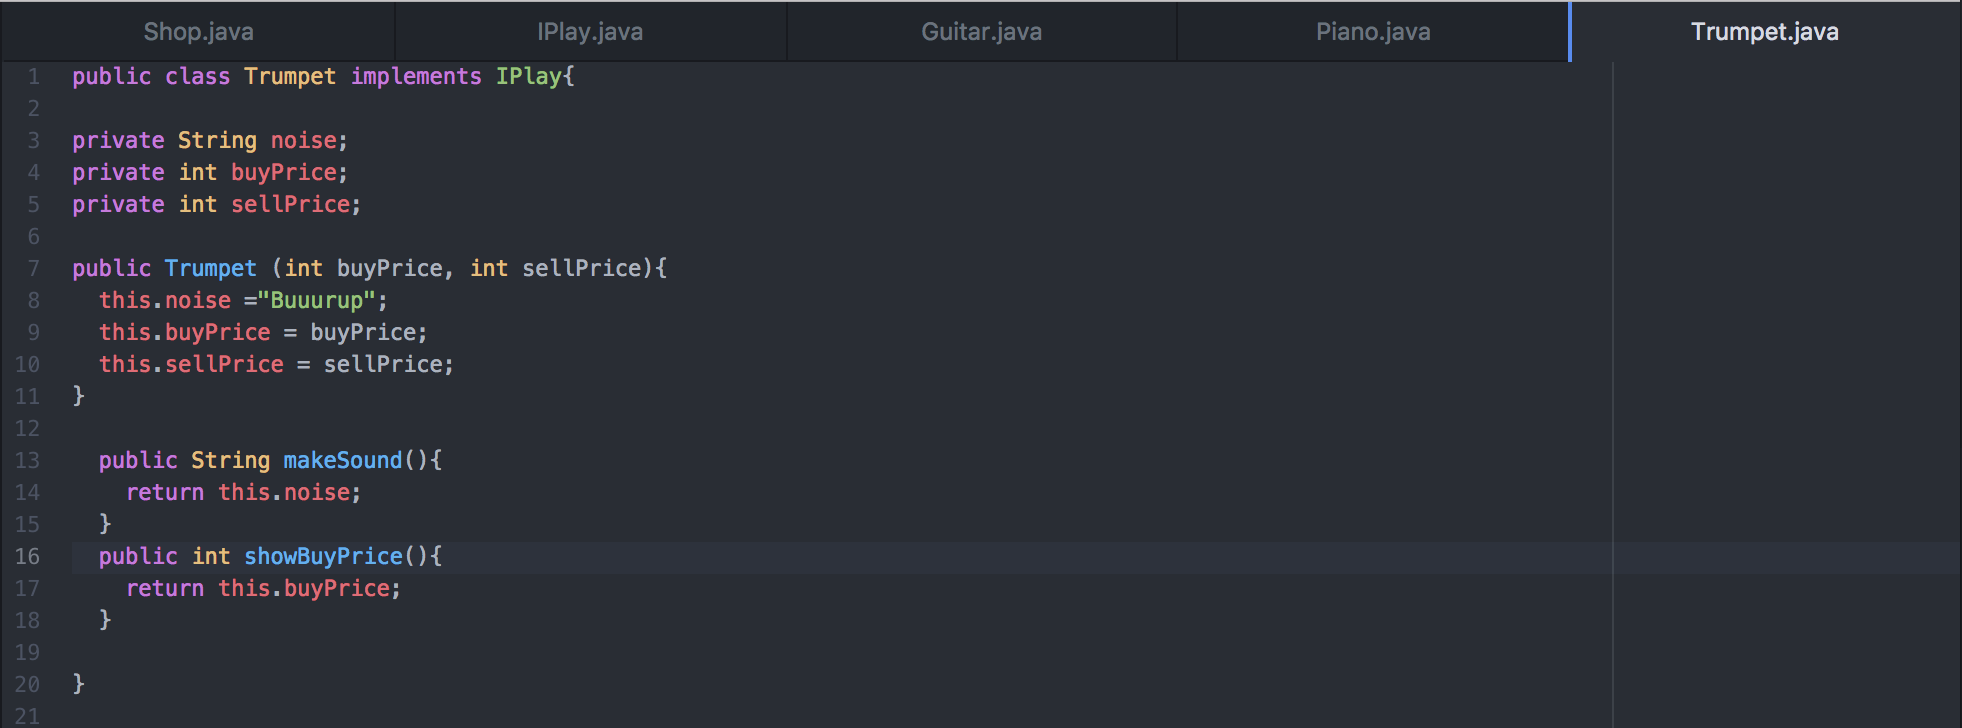 Shop.java IPlay.java Guitar.java Piano.java Trumpet.java
1 public class Trumpet implements IPlay{
2
3 private String noise;
4 private int buyPrice;
5 private int sellPrice;
6
7 public Trumpet (int buyPrice, int sellPrice){
8   this.noise ="Buuurup";
9   this.buyPrice = buyPrice;
10   this.sellPrice = sellPrice;
11 }
12
13   public String makeSound(){
14     return this.noise;
15   }
16   public int showBuyPrice(){
17     return this.buyPrice;
18   }
19
20 }
21